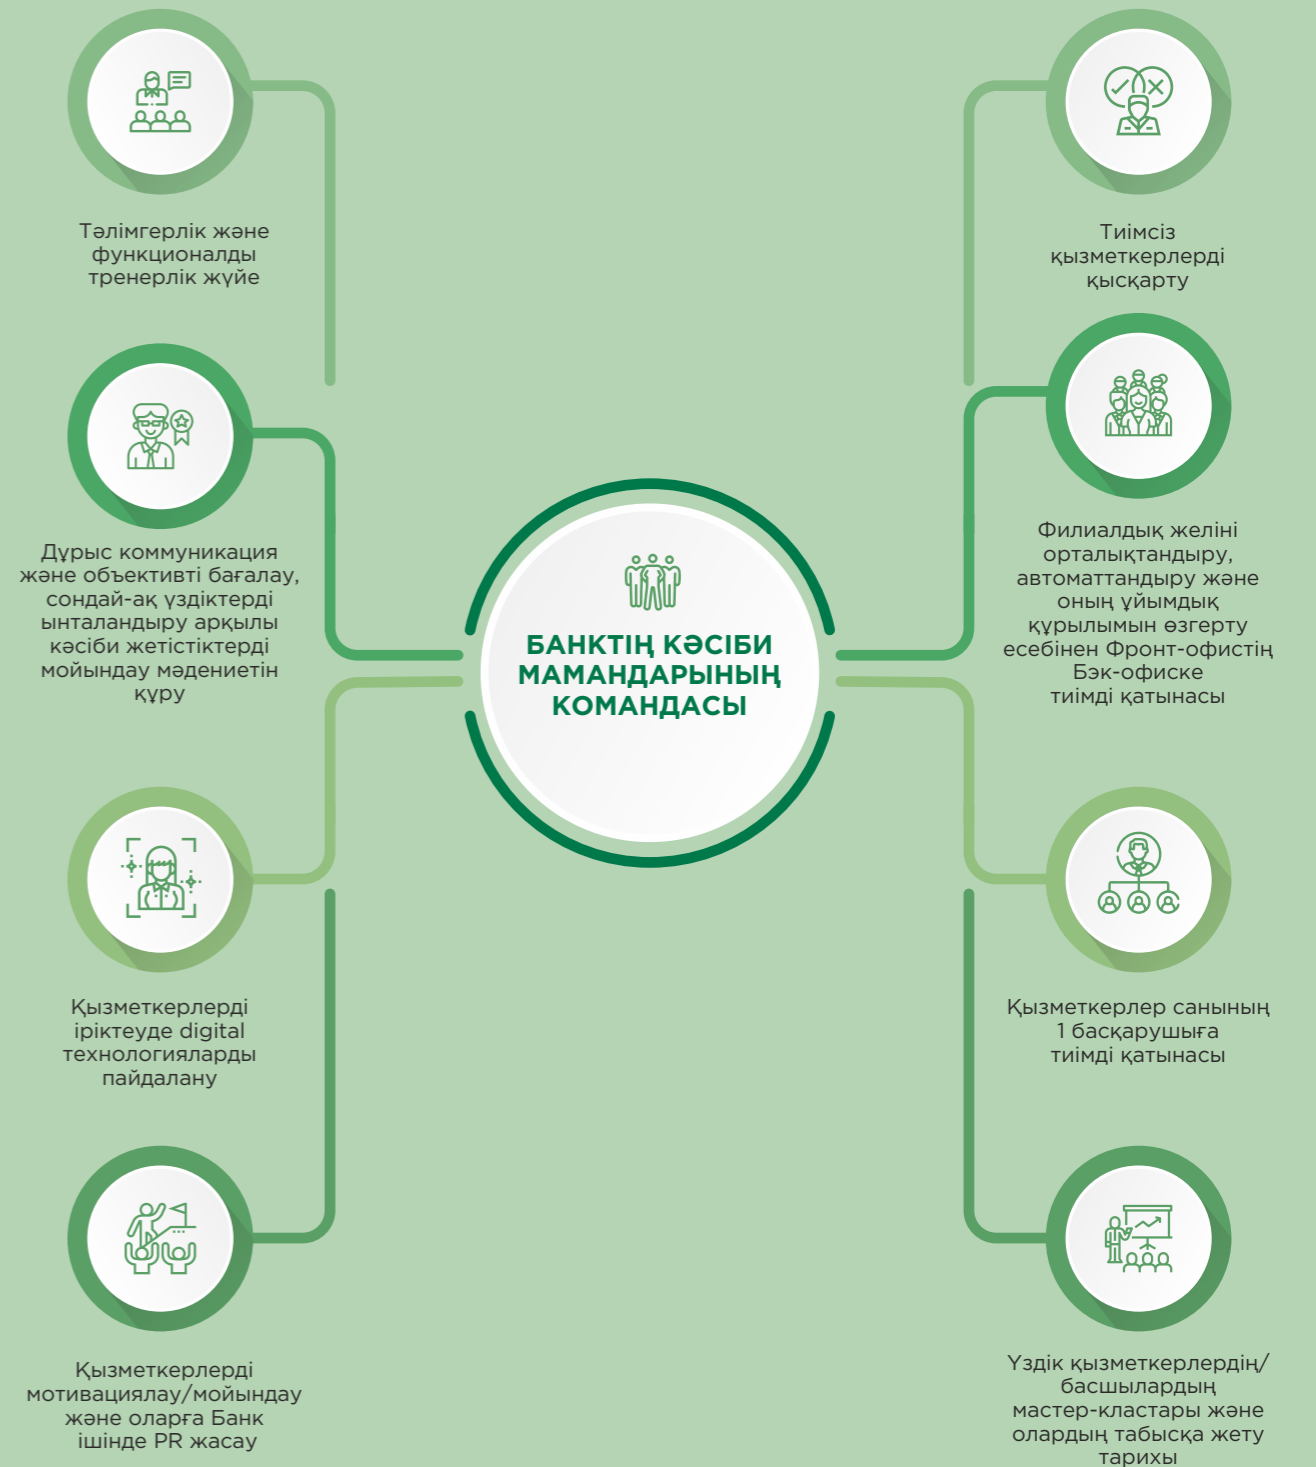 Тәлімгерлік және
функционалды
тренерлік жүйе
Дұрыс коммуникация
және объективті бағалау,
сондай-ақ үздіктерді
ынталандыру арқылы
кәсіби жетістіктерді
мойындау мәдениетін
құру
Қызметкерлерді
іріктеуде digital
технологияларды
пайдалану
Қызметкерлерді
мотивациялау/мойындау
және оларға Банк
ішінде PR жасау
БАНКТІҢ КӘСІБИ
МАМАНДАРЫНЫҢ
КОМАНДАСЫ
Тиімсіз
қызметкерлерді
қысқарту
Филиалдық желіні
орталықтандыру,
автоматтандыру және
оның ұйымдық
құрылымын өзгерту
есебінен Фронт-офистің
Бэк-офиске
тиімді қатынасы
Қызметкерлер санының
1 басқарушыға
тиімді қатынасы
Үздік қызметкерлердің/
басшылардың
мастер-кластары және
олардың табысқа жету
тарихы